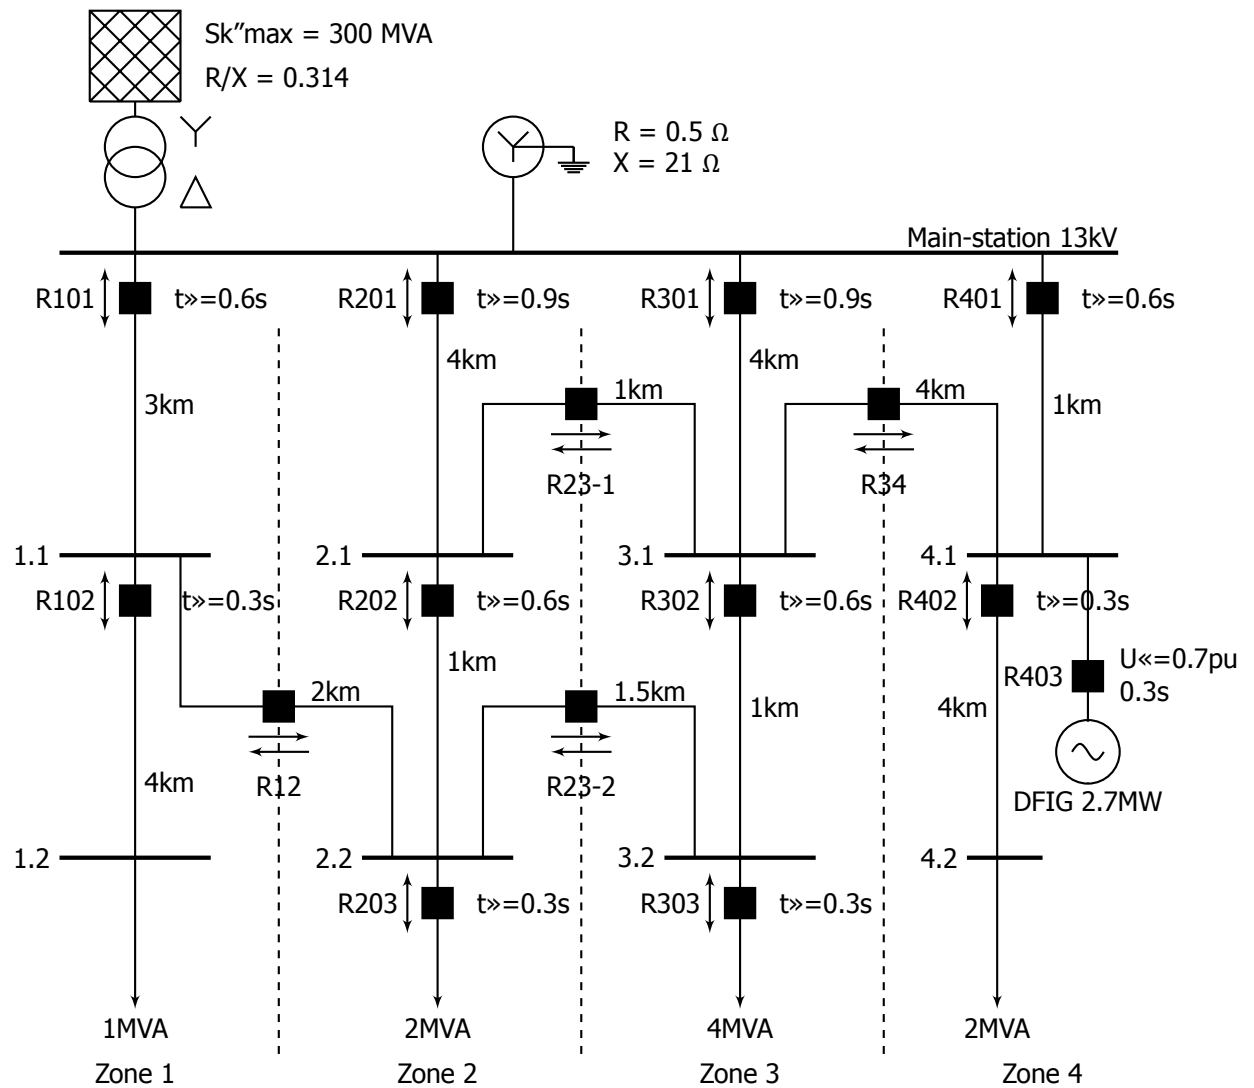 Sk”max = 300 MVA
R/X = 0.314
R = 0.5 Ω
X = 21 Ω
Main-station 13kV
R101
t»=0.6s
R201
t»=0.9s
R301
t»=0.9s
R401
t»=0.6s
3km
4km
4km
1km
1km
4km
R23-1
R34
1.1
2.1
3.1
4.1
R102
t»=0.3s
R202
t»=0.6s
R302
t»=0.6s
R402
t»=0.3s
R403
U«=0.7pu
0.3s
1km
2km
1.5km
1km
4km
R12
R23-2
4km
DFIG 2.7MW
1.2
2.2
3.2
4.2
R203
t»=0.3s
R303
t»=0.3s
1MVA
2MVA
4MVA
2MVA
Zone 1
Zone 2
Zone 3
Zone 4